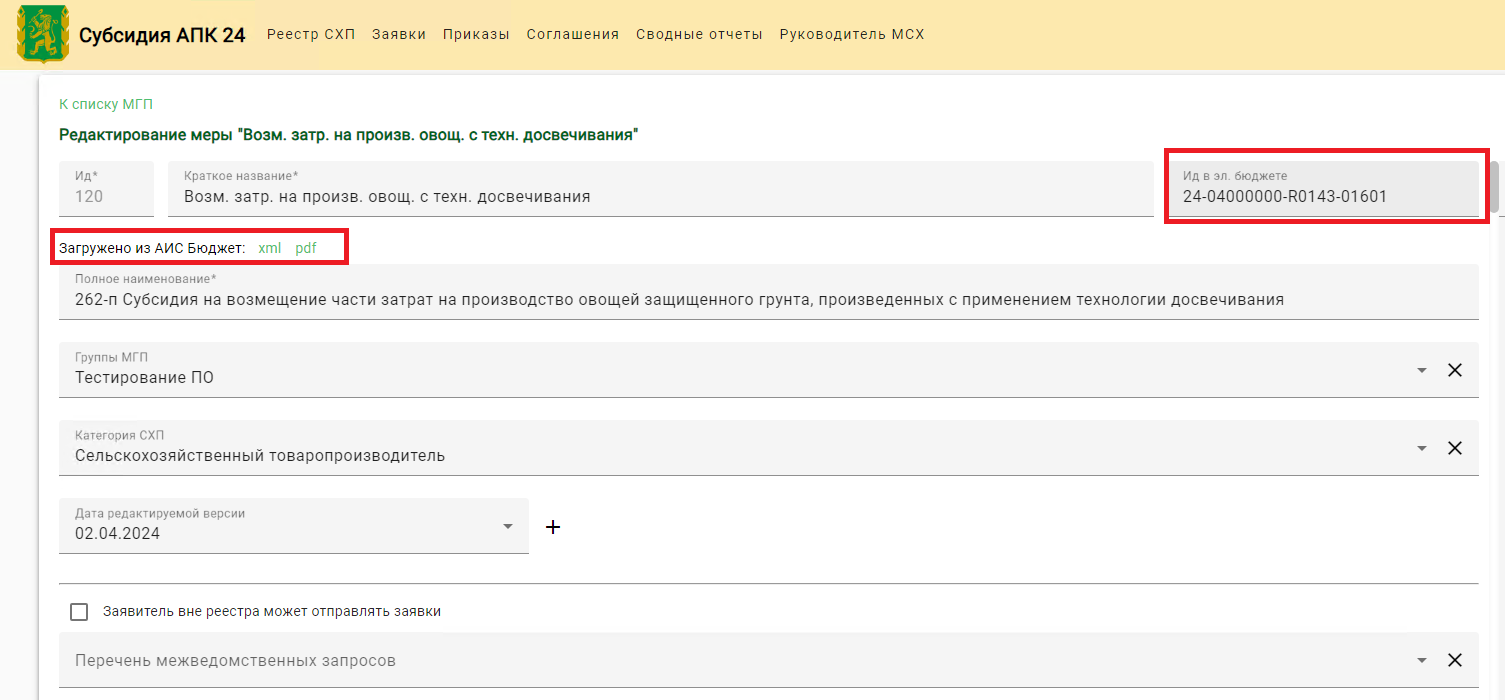 Субсидия АПК 24 Реестр СХП Заявки Приказы Соглашения Сводные отчеты Руководитель МСХ
К списку МГП
Редактирование меры "Возм. затр. на произв. овощ. с техн. досвечивания"
Ид* Краткое название* Ид в эл. бюджете
120 Возм. затр. на произв. овощ. с техн. досвечивания 24-04000000-R0143-01601
Загружено из АИС Бюджет: xml pdf
Полное наименование*
262-п Субсидия на возмещение части затрат на производство овощей защищенного грунта, произведенных с применением технологии досвечивания
Группы МГП
Тестирование ПО
Категория СХП
Сельскохозяйственный товаропроизводитель
Дата редактируемой версии
02.04.2024
Заявитель вне реестра может отправлять заявки
Перечень межведомственных запросов